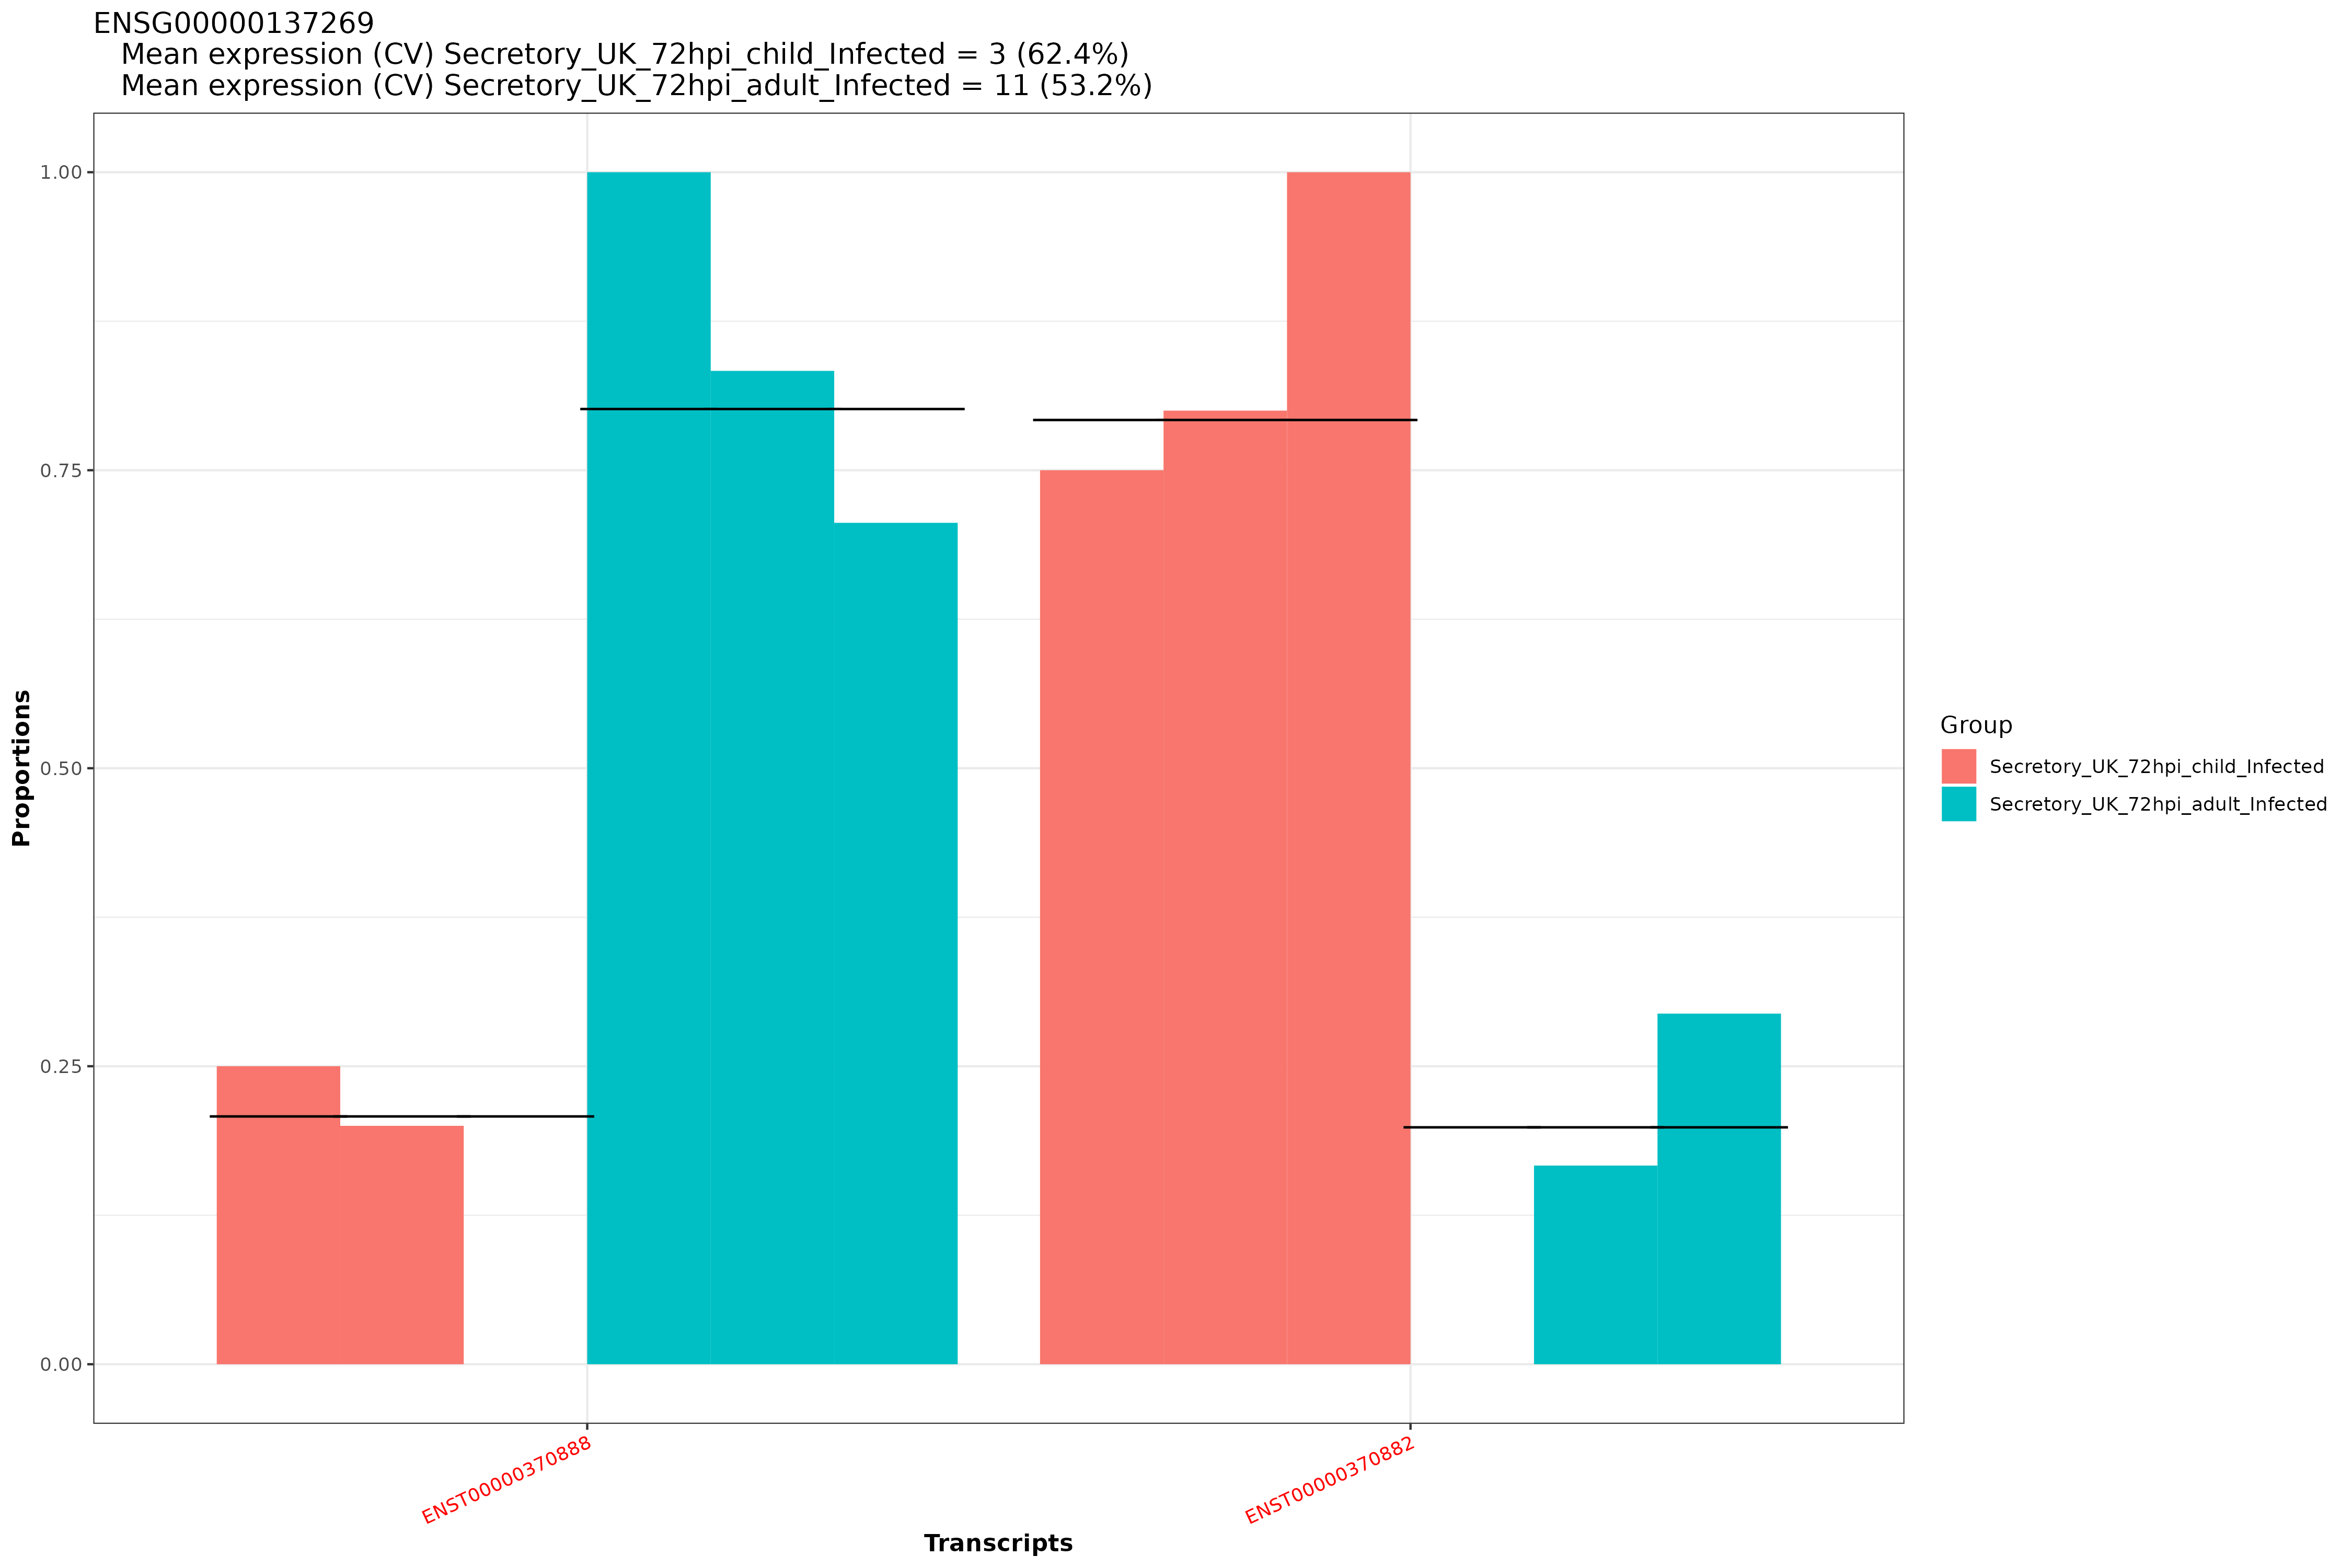 ENSG00000137269
Mean expression (CV) Secretory_UK_72hpi_child_Infected = 3 (62.4%)
Mean expression (CV) Secretory_UK_72hpi_adult_Infected = 11 (53.2%)
1.00
0.75
0.50
0.25
0.00
Proportions
ENST00000370888
ENST00000370882
Transcripts
Group
Secretory_UK_72hpi_child_Infected
Secretory_UK_72hpi_adult_Infected